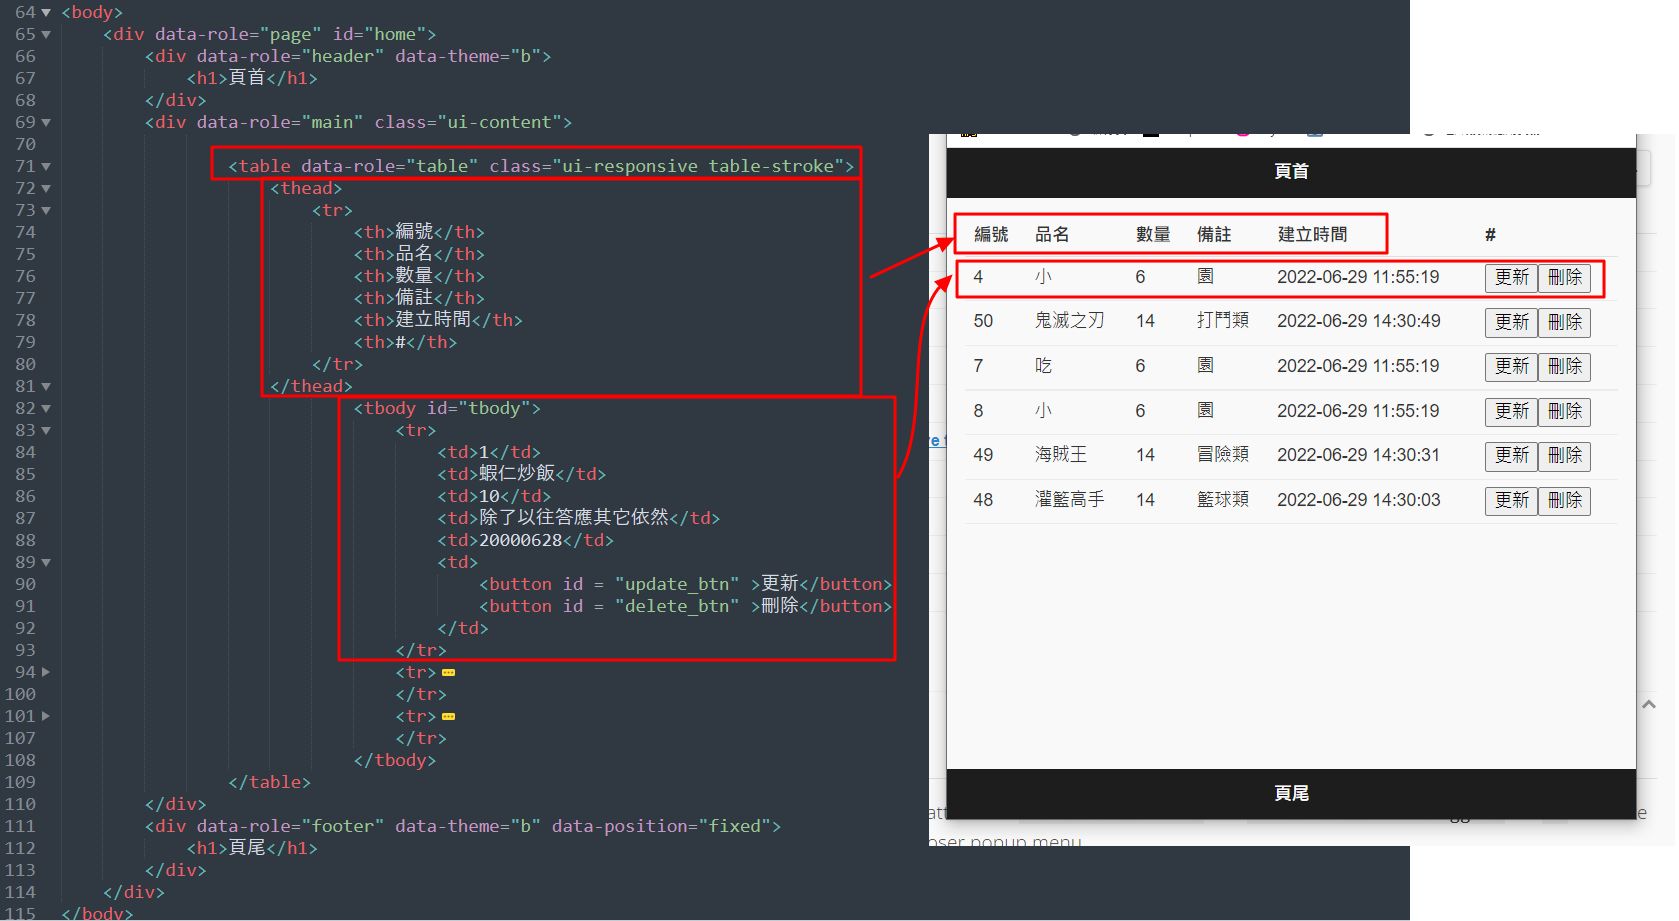 64 <body>
65 <div data-role="page" id="home">
66 <div data-role="header" data-theme="b">
67 <h1>頁首</h1>
68 </div>
69 <div data-role="main" class="ui-content">
70
71 <table data-role="table" class="ui-responsive table-stroke">
72 <thead>
73 <tr>
74 <th>編號</th>
75 <th>品名</th>
76 <th>數量</th>
77 <th>備註</th>
78 <th>建立時間</th>
79 <th>#</th>
80 </tr>
81 </thead>
82 <tbody id="tbody">
83 <tr>
84 <td>1</td>
85 <td>蝦仁炒飯</td>
86 <td>10</td>
87 <td>除了以往答應其它依然</td>
88 <td>20000628</td>
89 <td>
90 <button id = "update_btn" >更新</button>
91 <button id = "delete_btn" >刪除</button>
92 </td>
93 </tr>
94 <tr>
100 </tr>
101 <tr>
107 </tr>
108 </tbody>
109 </table>
110 </div>
111 <div data-role="footer" data-theme="b" data-position="fixed">
112 <h1>頁尾</h1>
113 </div>
114 </div>
115 </body>
頁首
編號 品名 數量 備註 建立時間 #
4 小 6 園 2022-06-29 11:55:19 更新 刪除
50 鬼滅之刃 14 打鬥類 2022-06-29 14:30:49 更新 刪除
7 吃 6 園 2022-06-29 11:55:19 更新 刪除
8 小 6 園 2022-06-29 11:55:19 更新 刪除
49 海賊王 14 冒險類 2022-06-29 14:30:31 更新 刪除
48 灌籃高手 14 籃球類 2022-06-29 14:30:03 更新 刪除
頁尾
popup menu